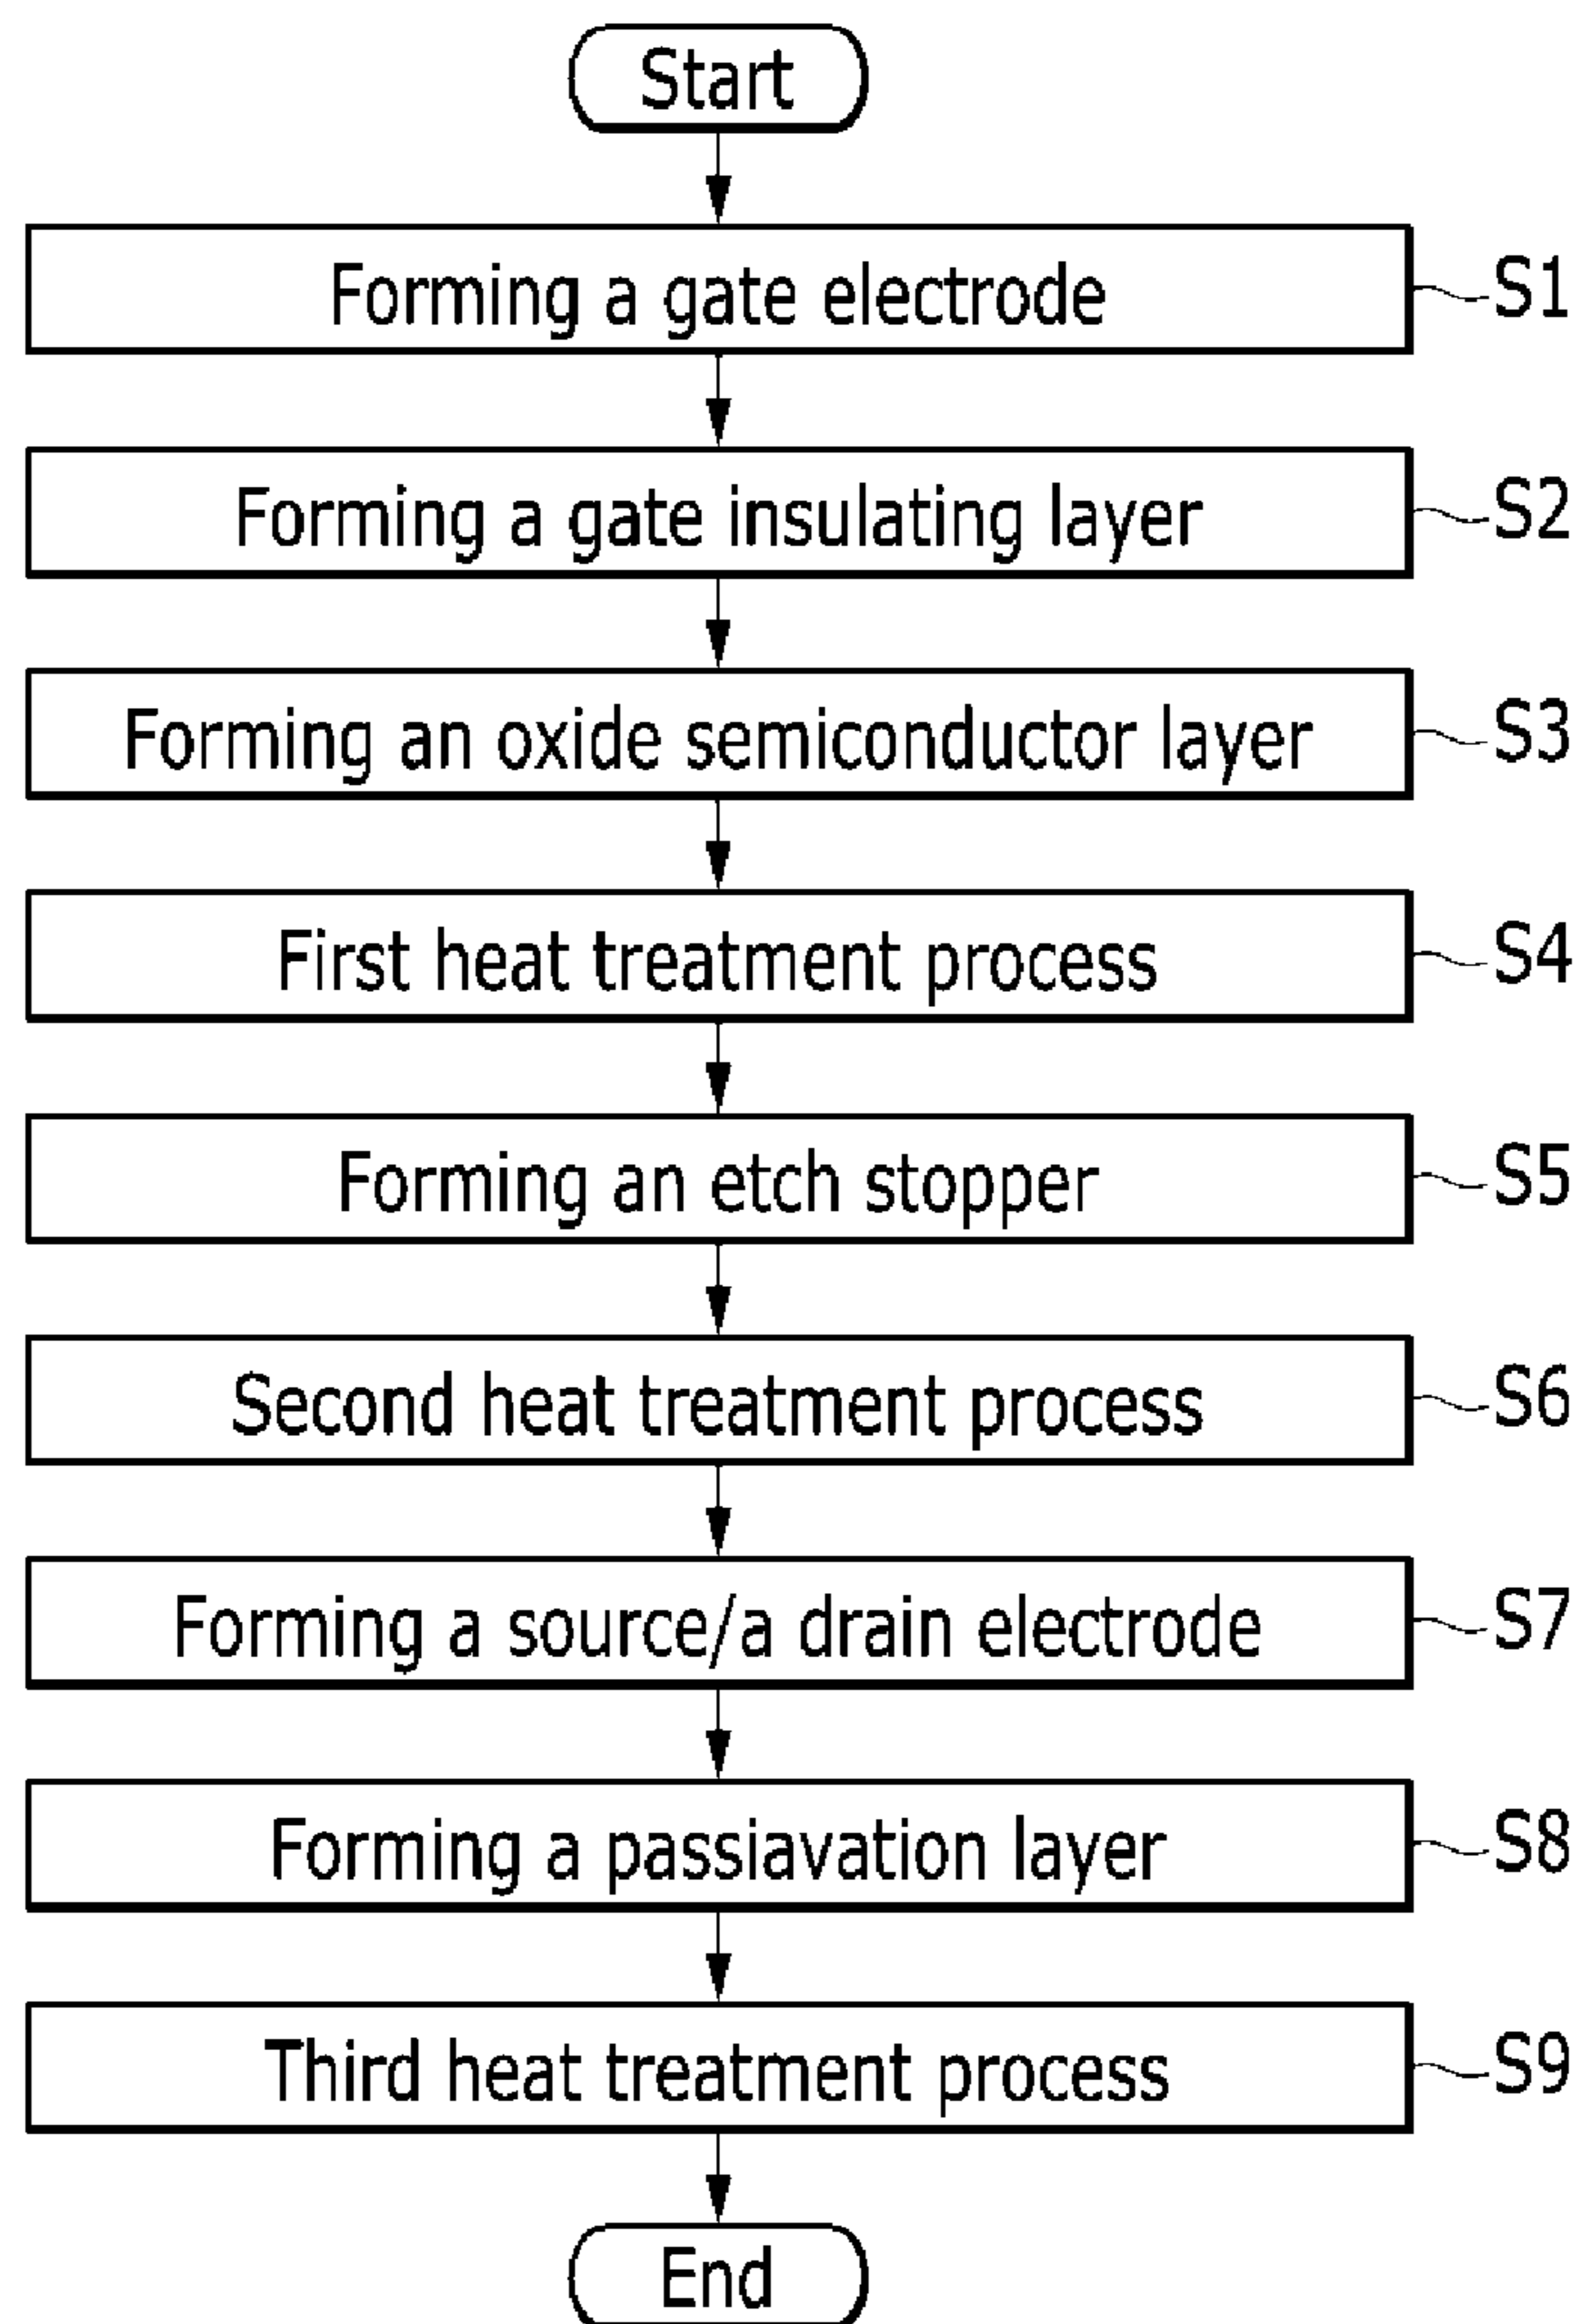 Start
Forming a gate electrode S1
Forming a gate insulating layer S2
Forming an oxide semiconductor layer S3
First heat treatment process S4
Forming an etch stopper S5
Second heat treatment process S6
Forming a source/a drain electrode S7
Forming a passiavation layer S8
Third heat treatment process S9
End